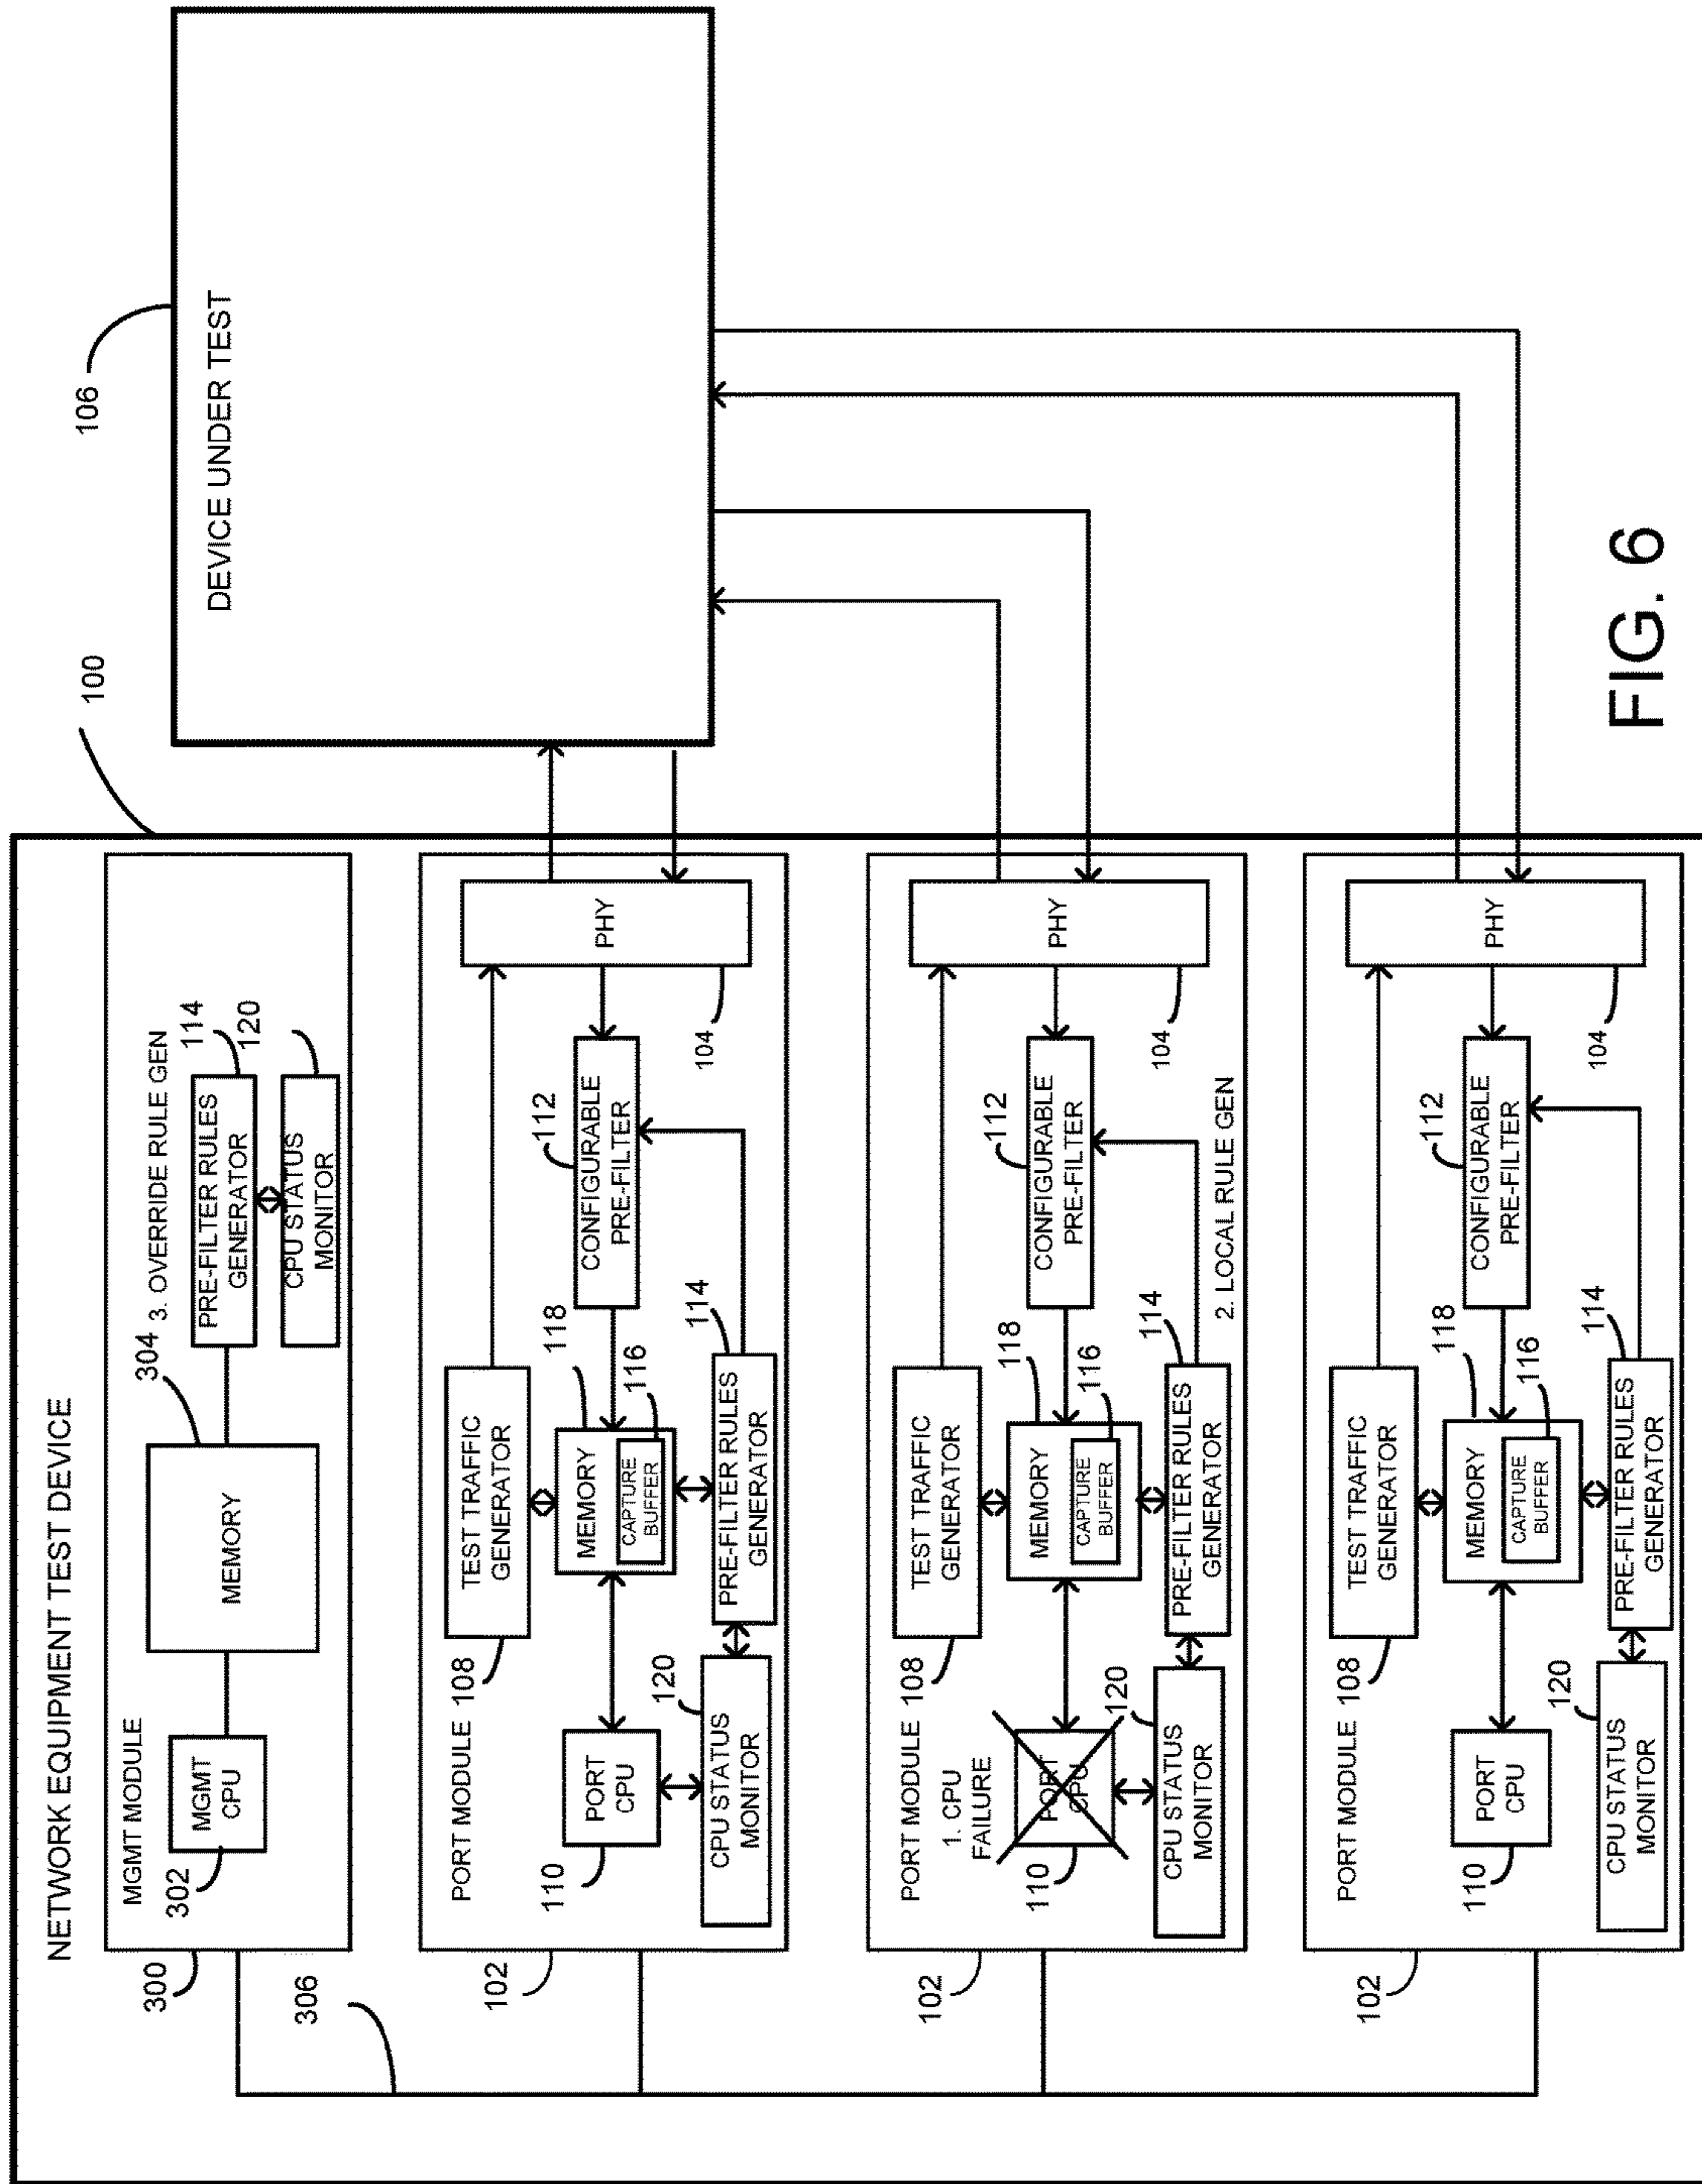 NETWORK EQUIPMENT TEST DEVICE
100
106
DEVICE UNDER TEST
300
MGMT MODULE
302
MGMT
CPU
304
MEMORY
3. OVERRIDE RULE GEN
114
PRE-FILTER RULES
GENERATOR
120
CPU STATUS
MONITOR
306
102
PORT MODULE
108
TEST TRAFFIC
GENERATOR
118
MEMORY
116
CAPTURE
BUFFER
110
PORT
CPU
120
CPU STATUS
MONITOR
114
PRE-FILTER RULES
GENERATOR
112
CONFIGURABLE
PRE-FILTER
PHY
104
102
PORT MODULE
108
TEST TRAFFIC
GENERATOR
1. CPU
FAILURE
118
MEMORY
116
CAPTURE
BUFFER
110
PORT
CPU
120
CPU STATUS
MONITOR
114
PRE-FILTER RULES
GENERATOR
2. LOCAL RULE GEN
112
CONFIGURABLE
PRE-FILTER
PHY
104
102
PORT MODULE
108
TEST TRAFFIC
GENERATOR
118
MEMORY
116
CAPTURE
BUFFER
110
PORT
CPU
120
CPU STATUS
MONITOR
114
PRE-FILTER RULES
GENERATOR
112
CONFIGURABLE
PRE-FILTER
PHY
104
FIG. 6